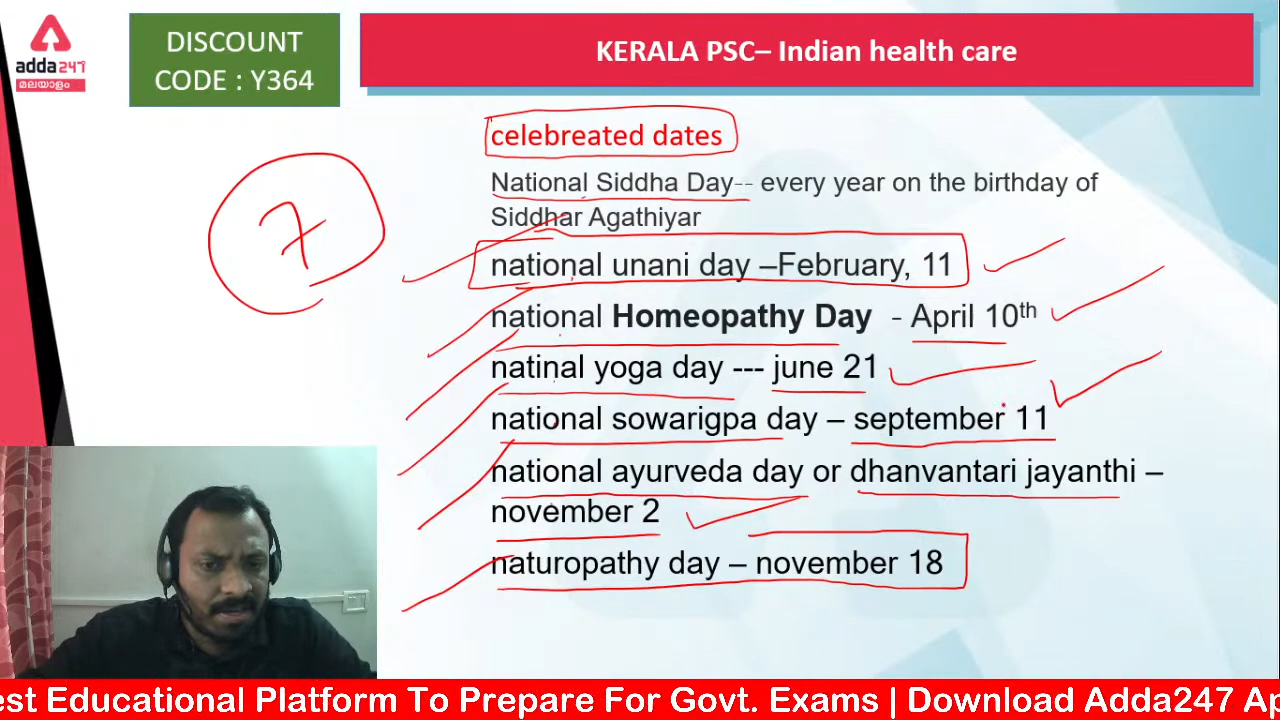 adda247
മലയാളം
DISCOUNT
CODE : Y364
KERALA PSC– Indian health care
celebreated dates
National Siddha Day-- every year on the birthday of
Siddhar Agathiyar
national unani day –February, 11
national Homeopathy Day - April 10th
natinal yoga day --- june 21
national sowarigpa day – september 11
national ayurveda day or dhanvantari jayanthi –
november 2
naturopathy day – november 18
7
est Educational Platform To Prepare For Govt. Exams | Download Adda247 Ap